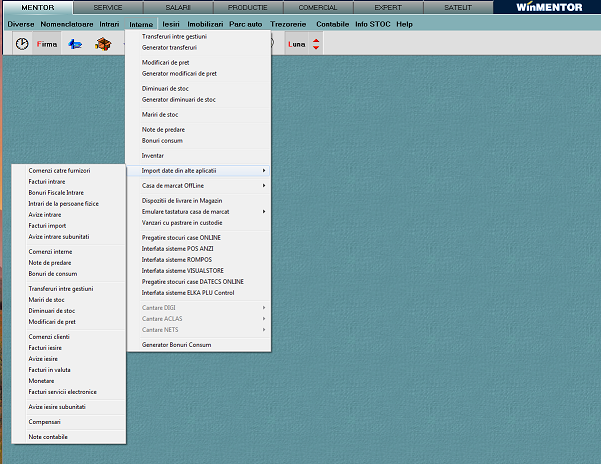 MENTOR SERVICE SALARII PRODUCTIE COMERCIAL EXPERT SATELIT WinMENTOR
Diverse Nomenclatoare Intrari Interne Iesiri Imobilizari Parc auto Trezorerie Contabile Info STOC Help
Firma Luna
Transferuri intre gestiuni
Generator transferuri
Modificari de pret
Generator modificari de pret
Diminuari de stoc
Generator diminuari de stoc
Mariri de stoc
Note de predare
Bonuri consum
Inventar
Import date din alte aplicatii
Casa de marcat OffLine
Dispozitii de livrare in Magazin
Emulare tastatura casa de marcat
Vanzari cu pastrare in custodie
Pregatire stocuri case ONLINE
Interfata sisteme POS ANZI
Interfata sisteme ROMPOS
Interfata sisteme VISUALSTORE
Pregatire stocuri case DATECS ONLINE
Interfata sisteme ELKA PLU Control
Cantare DIGI
Cantare ACLAS
Cantare NETS
Generator Bonuri Consum
Comenzi catre furnizori
Facturi intrare
Bonuri Fiscale Intrare
Intrari de la persoane fizice
Avize intrare
Facturi import
Avize intrare subunitati
Comenzi interne
Note de predare
Bonuri de consum
Transferuri intre gestiuni
Mariri de stoc
Diminuari de stoc
Modificari de pret
Comenzi clienti
Facturi iesire
Avize iesire
Facturi in valuta
Monetare
Facturi servicii electronice
Avize iesire subunitati
Compensari
Note contabile